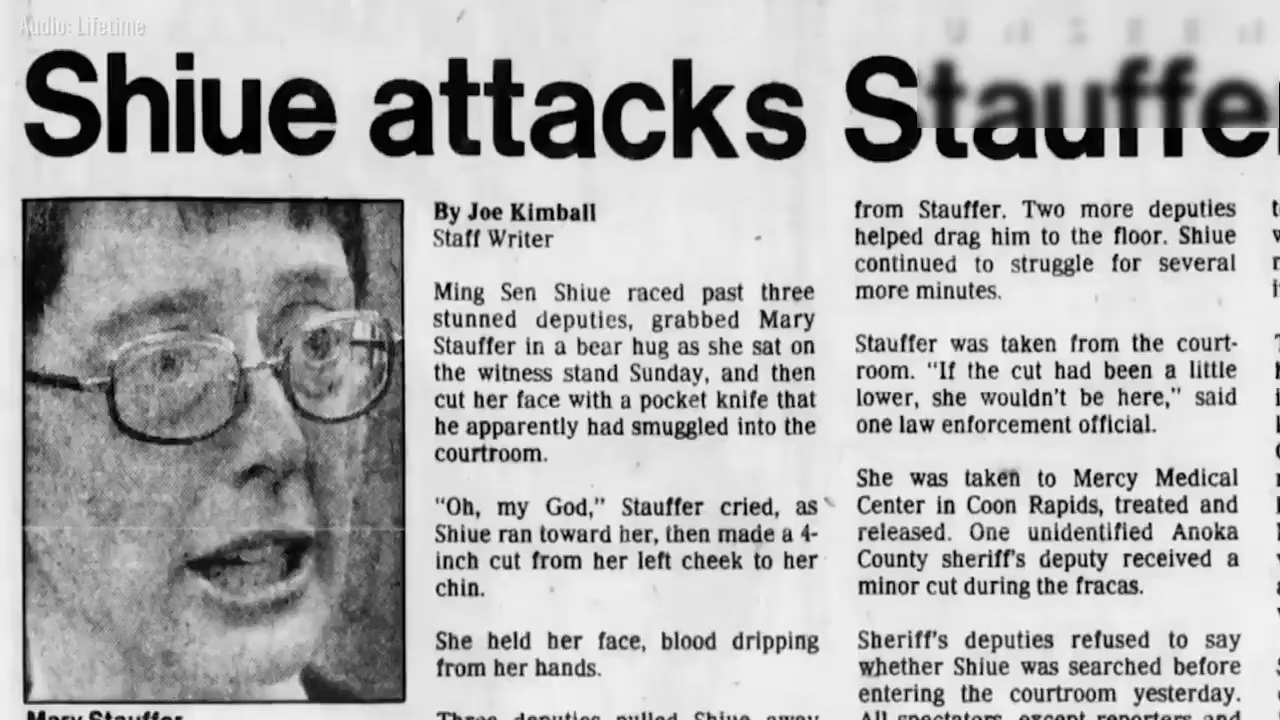 Audio: Lifetime
Shiue attacks Stauffe
By Joe Kimball
Staff Writer
Ming Sen Shiue raced past three
stunned deputies, grabbed Mary
Stauffer in a bear hug as she sat on
the witness stand Sunday, and then
cut her face with a pocket knife that
he apparently had smuggled into the
courtroom.
"Oh, my God," Stauffer cried, as
Shiue ran toward her, then made a 4-
inch cut from her left cheek to her
chin.
She held her face, blood dripping
from her hands.
Three deputies pulled Shiue away
from Stauffer. Two more deputies
helped drag him to the floor. Shiue
continued to struggle for several
more minutes.
Stauffer was taken from the court-
room. "If the cut had been a little
lower, she wouldn't be here," said
one law enforcement official.
She was taken to Mercy Medical
Center in Coon Rapids, treated and
released. One unidentified Anoka
County sheriff's deputy received a
minor cut during the fracas.
Sheriff's deputies refused to say
whether Shiue was searched before
entering the courtroom yesterday.
All spectators, except reporters and
Mary Stauffer